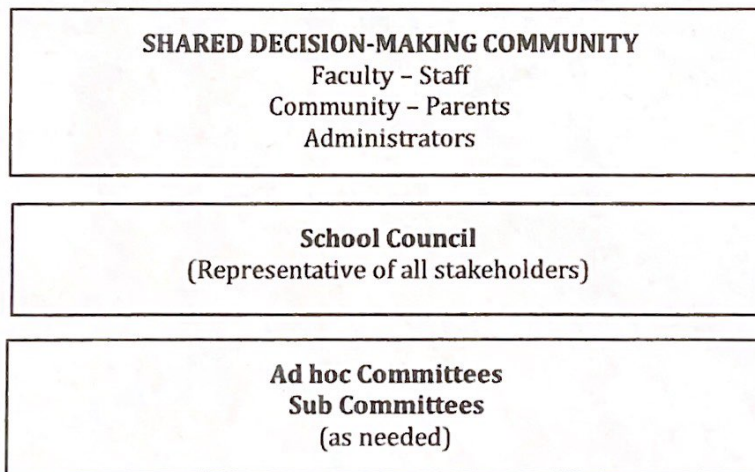 SHARED DECISION-MAKING COMMUNITY
Faculty – Staff
Community – Parents
Administrators
School Council
(Representative of all stakeholders)
Ad hoc Committees
Sub Committees
(as needed)